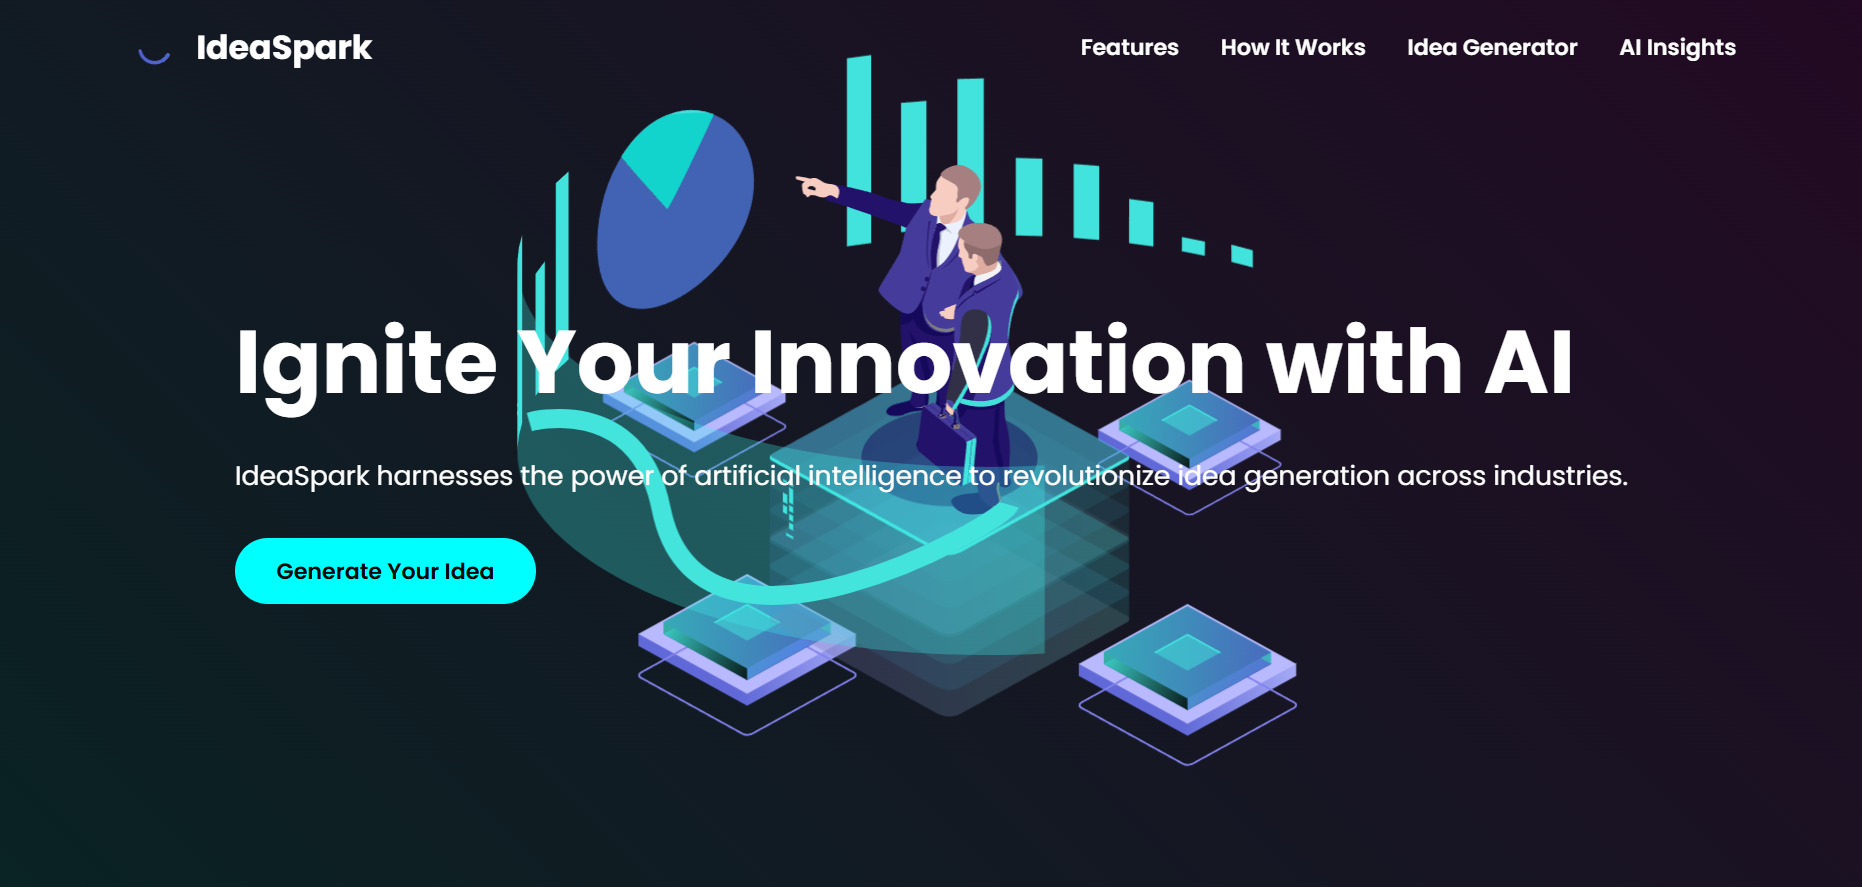 IdeaSpark
Features
How It Works
Idea Generator
AI Insights
Ignite Your Innovation with AI
IdeaSpark harnesses the power of artificial intelligence to revolutionize idea generation across industries.
Generate Your Idea